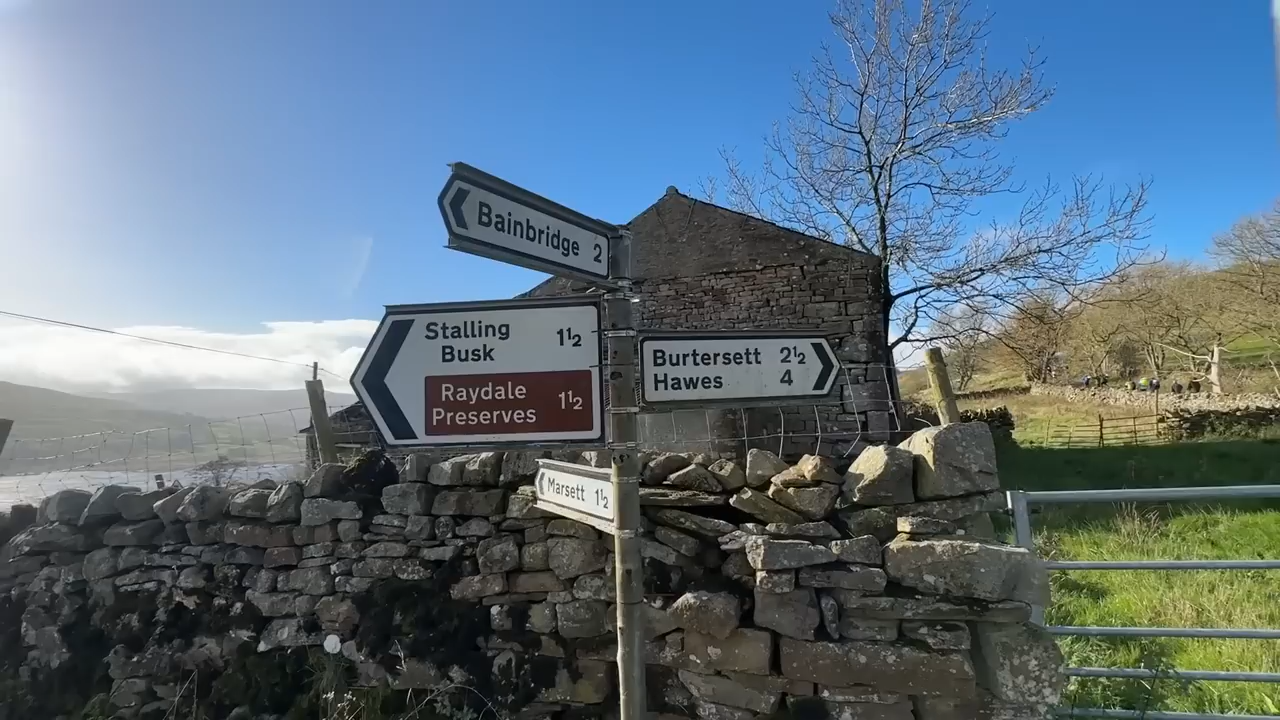 Bainbridge 2
Stalling Busk 1½
Raydale Preserves 1½
Burtersett 2½
Hawes 4
Marsett 1½